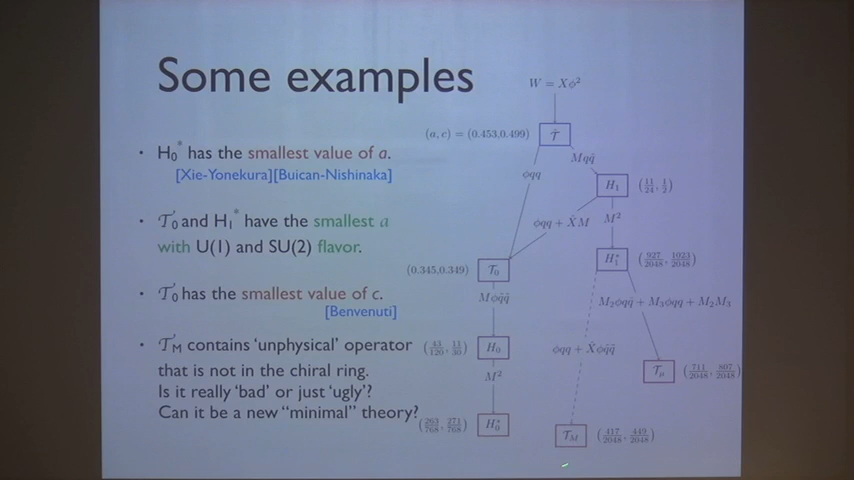 Some examples
• H₀* has the smallest value of a.
[Xie-Yonekura][Buican-Nishinaka]
• 𝒯₀ and H₁* have the smallest a
with U(1) and SU(2) flavor.
• 𝒯₀ has the smallest value of c.
[Benvenuti]
• 𝒯_M contains ‘unphysical’ operator
that is not in the chiral ring.
Is it really ‘bad’ or just ‘ugly’?
Can it be a new “minimal” theory?
W = Xϕ²
(a, c) = (0.453,0.499)
𝒯̂
Mqq̃
ϕqq
H₁
(11/24, 1/2)
ϕqq + X̂M
M²
(0.345,0.349)
𝒯₀
H₁*
(927/2048, 1023/2048)
Mϕq̃q̃
M₂ϕqq̃ + M₃ϕqq + M₂M₃
(43/120, 11/30)
H₀
ϕqq + X̂ϕq̃q̃
𝒯_μ
(711/2048, 807/2048)
M²
(263/768, 271/768)
H₀*
𝒯_M
(417/2048, 449/2048)